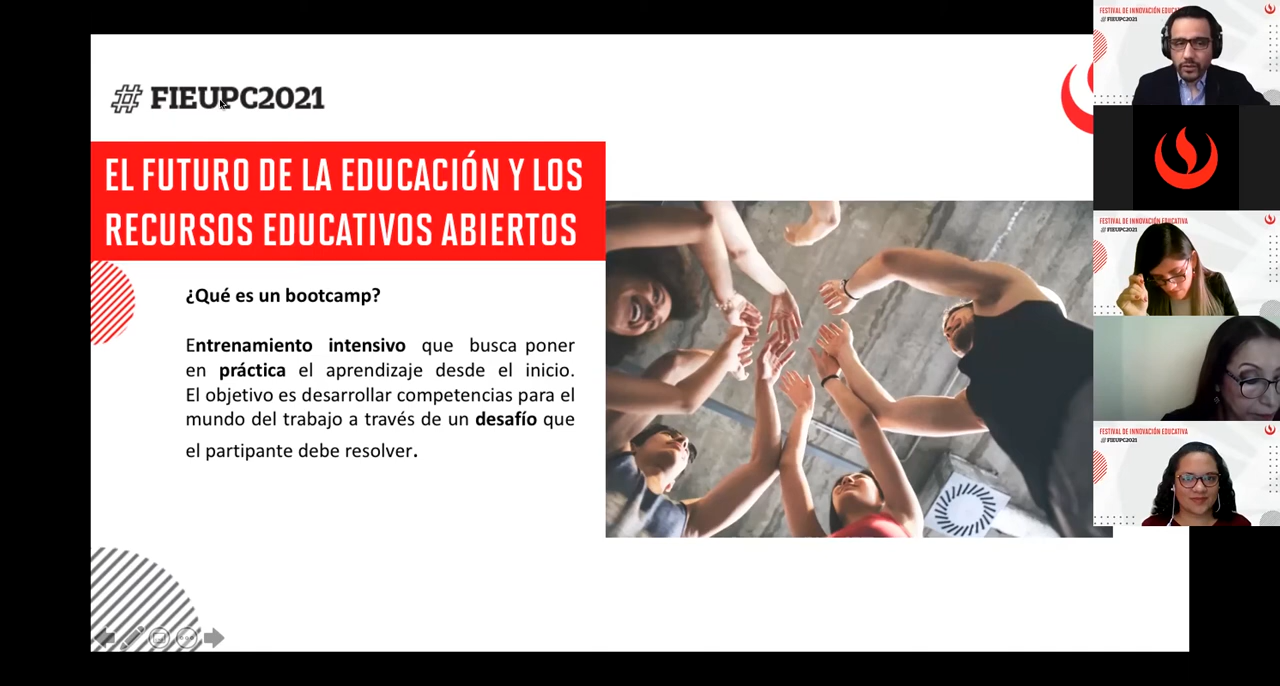 # FIEUPC2021
EL FUTURO DE LA EDUCACIÓN Y LOS
RECURSOS EDUCATIVOS ABIERTOS
¿Qué es un bootcamp?
Entrenamiento intensivo que busca poner
en práctica el aprendizaje desde el inicio.
El objetivo es desarrollar competencias para el
mundo del trabajo a través de un desafío que
el partipante debe resolver.
FESTIVAL DE INNOVACIÓN
#FIEUPC2021
FESTIVAL DE INNOVACIÓN EDUCATIVA
#FIEUPC2021
FESTIVAL DE INNOVACIÓN EDUCATIVA
#FIEUPC2021